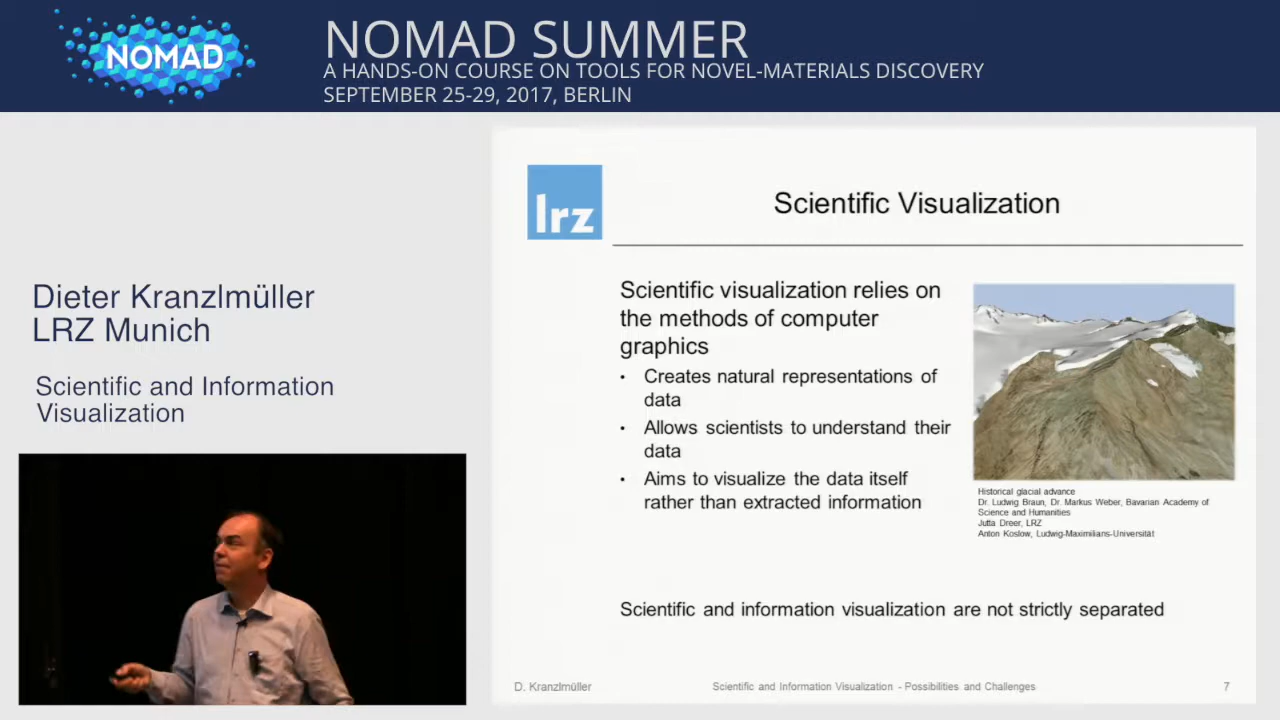 NOMAD
NOMAD SUMMER
A HANDS-ON COURSE ON TOOLS FOR NOVEL-MATERIALS DISCOVERY
SEPTEMBER 25-29, 2017, BERLIN
Dieter Kranzlmüller
LRZ Munich
Scientific and Information
Visualization
lrz
Scientific Visualization
Scientific visualization relies on
the methods of computer
graphics
• Creates natural representations of
data
• Allows scientists to understand their
data
• Aims to visualize the data itself
rather than extracted information
Historical glacial advance
Dr. Ludwig Braun, Dr. Markus Weber, Bavarian Academy of
Science and Humanities
Jutta Dreer, LRZ
Anton Koslow, Ludwig-Maximilians-Universität
Scientific and information visualization are not strictly separated
D. Kranzlmüller
Scientific and Information Visualization - Possibilities and Challenges
7